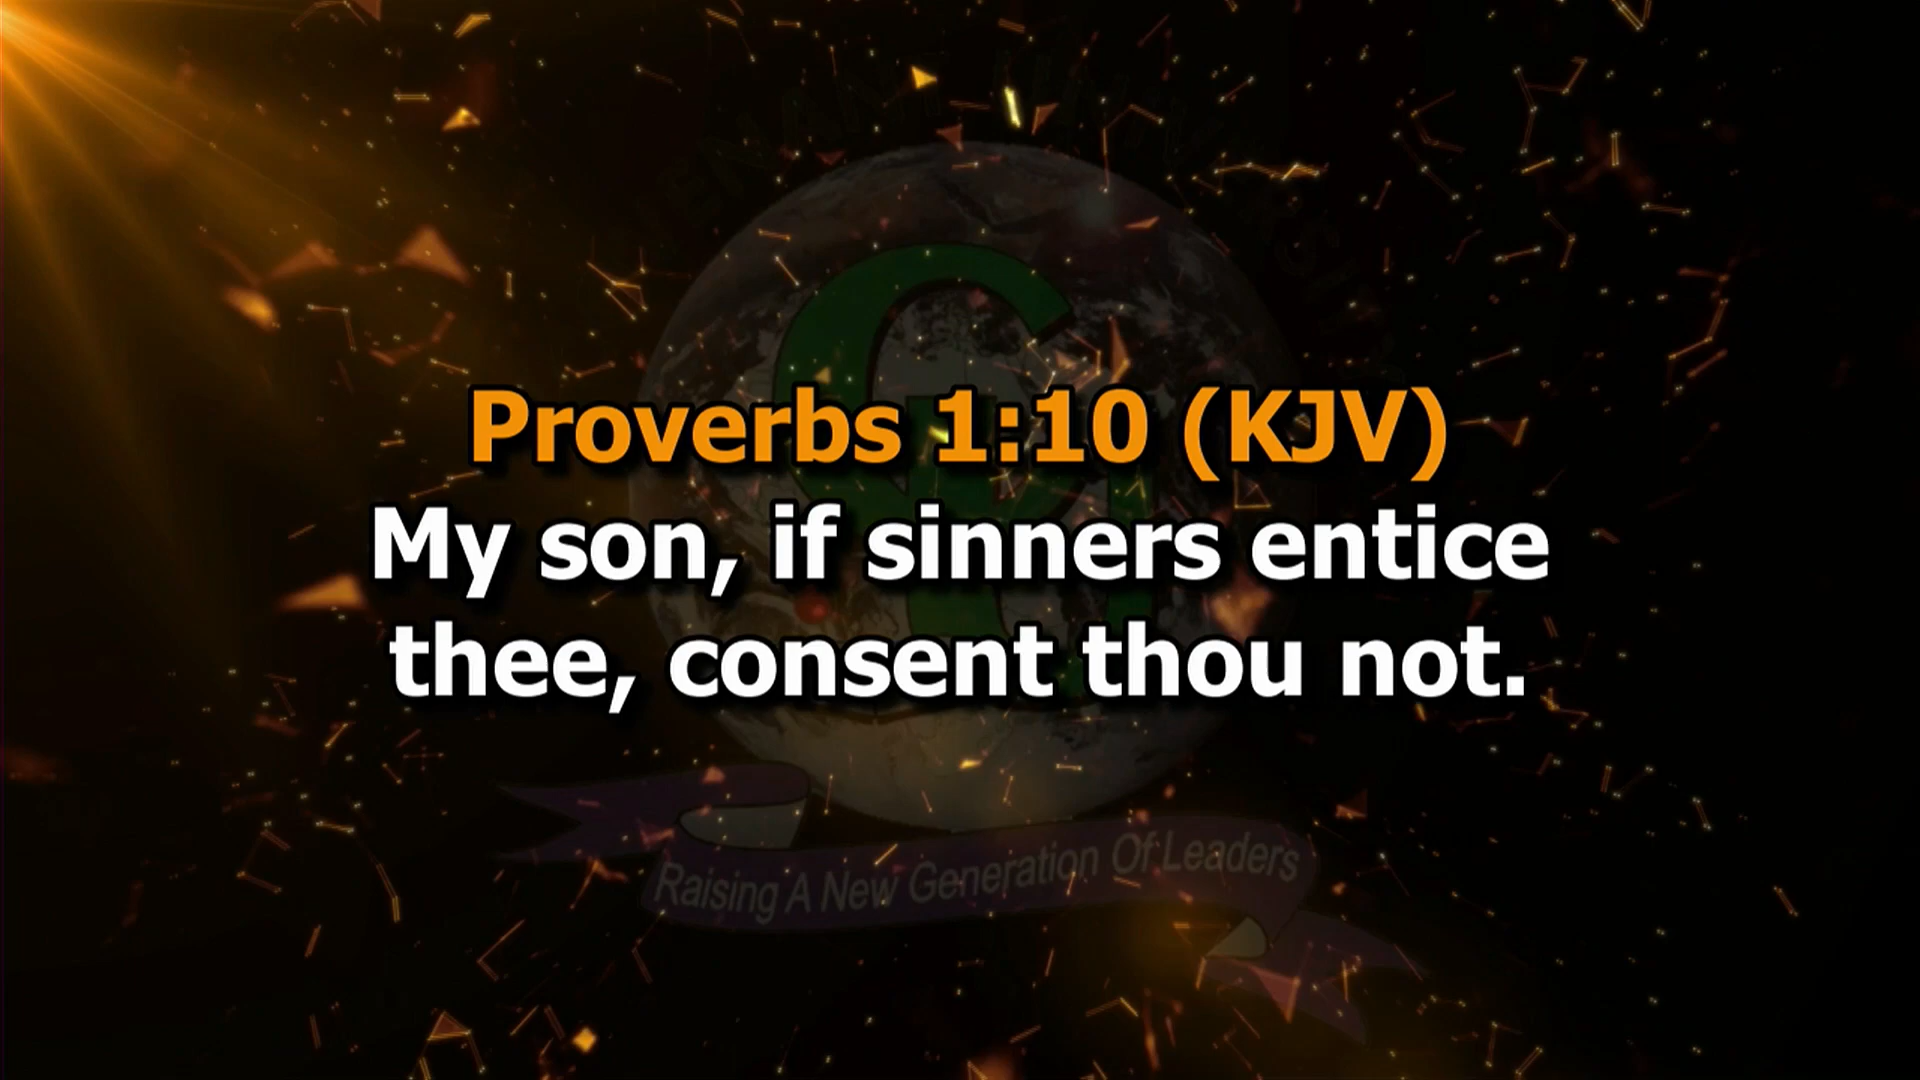 Proverbs 1:10 (KJV)
My son, if sinners entice
thee, consent thou not.
Raising A New Generation Of Leaders